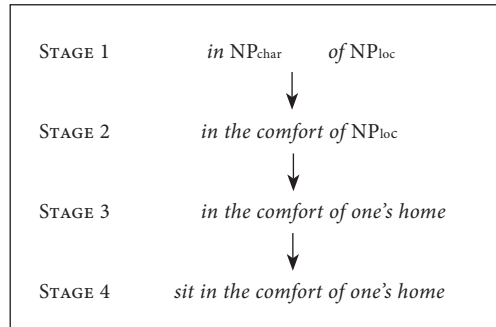 STAGE 1 in NPchar of NPloc
STAGE 2 in the comfort of NPloc
STAGE 3 in the comfort of one's home
STAGE 4 sit in the comfort of one's home